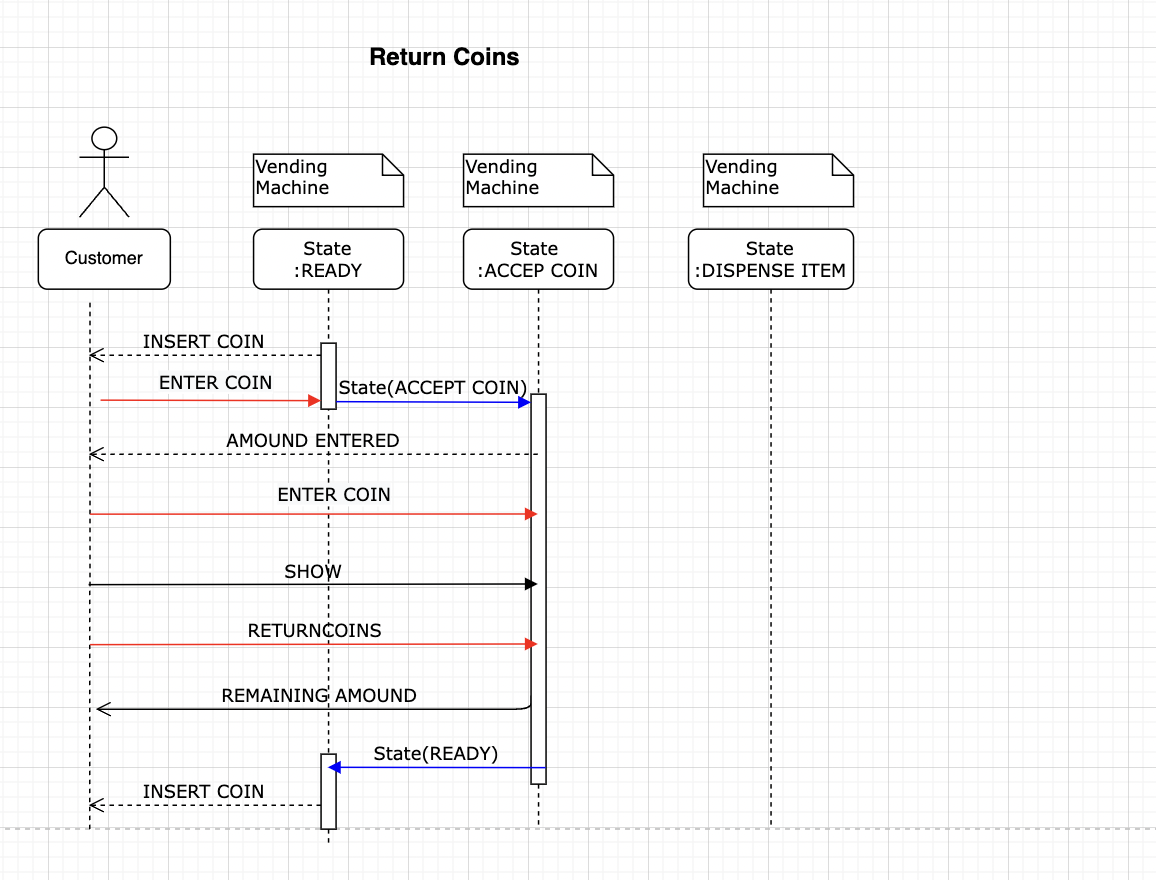 Return Coins
Vending
Machine
Vending
Machine
Vending
Machine
Customer
State
:READY
State
:ACCEP COIN
State
:DISPENSE ITEM
INSERT COIN
ENTER COIN
State(ACCEPT COIN)
AMOUND ENTERED
ENTER COIN
SHOW
RETURNCOINS
REMAINING AMOUNT
State(READY)
INSERT COIN